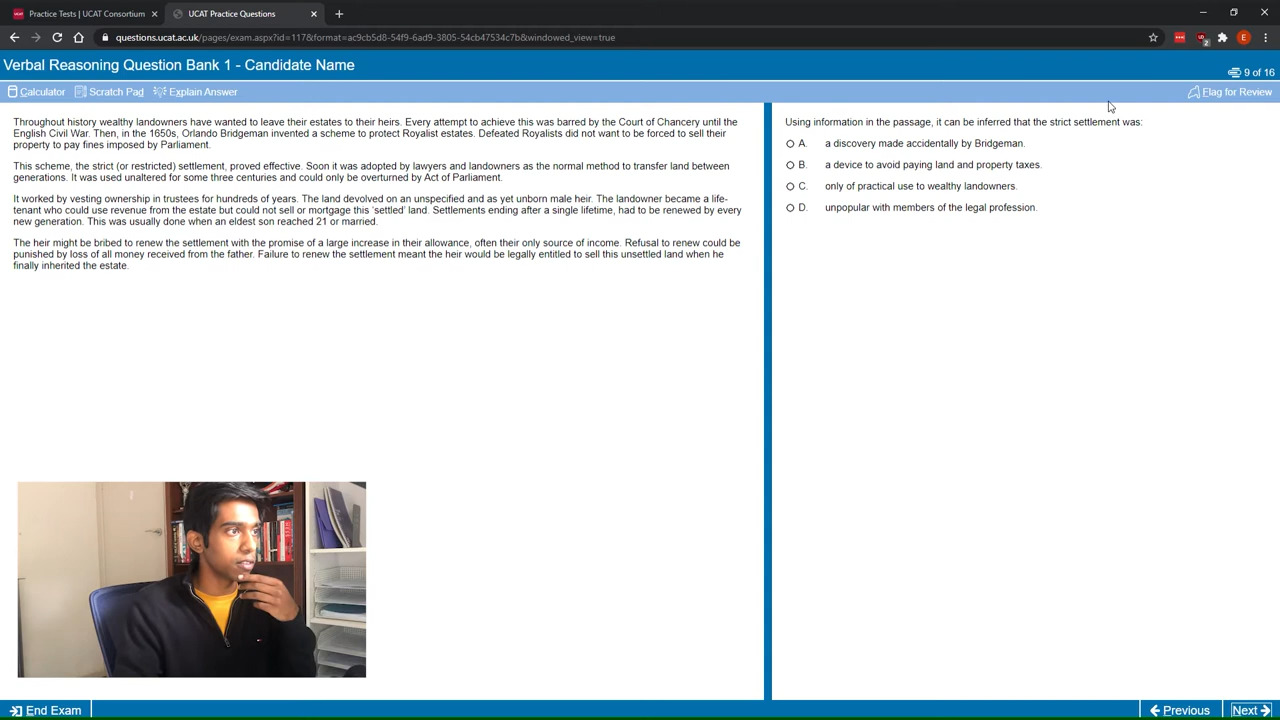 Practice Tests | UCAT Consortium
UCAT Practice Questions
questions.ucat.ac.uk/pages/exam.aspx?id=117&format=ac9cb5d8-54f9-6ad9-3805-54cb47534c7b&windowed_view=true
Verbal Reasoning Question Bank 1 - Candidate Name
9 of 16
Calculator Scratch Pad Explain Answer
Flag for Review
Throughout history wealthy landowners have wanted to leave their estates to their heirs. Every attempt to achieve this was barred by the Court of Chancery until the
English Civil War. Then, in the 1650s, Orlando Bridgeman invented a scheme to protect Royalist estates. Defeated Royalists did not want to be forced to sell their
property to pay fines imposed by Parliament.
This scheme, the strict (or restricted) settlement, proved effective. Soon it was adopted by lawyers and landowners as the normal method to transfer land between
generations. It was used unaltered for some three centuries and could only be overturned by Act of Parliament.
It worked by vesting ownership in trustees for hundreds of years. The land devolved on an unspecified and as yet unborn male heir. The landowner became a life-
tenant who could use revenue from the estate but could not sell or mortgage this ‘settled’ land. Settlements ending after a single lifetime, had to be renewed by every
new generation. This was usually done when an eldest son reached 21 or married.
The heir might be bribed to renew the settlement with the promise of a large increase in their allowance, often their only source of income. Refusal to renew could be
punished by loss of all money received from the father. Failure to renew the settlement meant the heir would be legally entitled to sell this unsettled land when he
finally inherited the estate.
Using information in the passage, it can be inferred that the strict settlement was:
A. a discovery made accidentally by Bridgeman.
B. a device to avoid paying land and property taxes.
C. only of practical use to wealthy landowners.
D. unpopular with members of the legal profession.
End Exam
Previous
Next